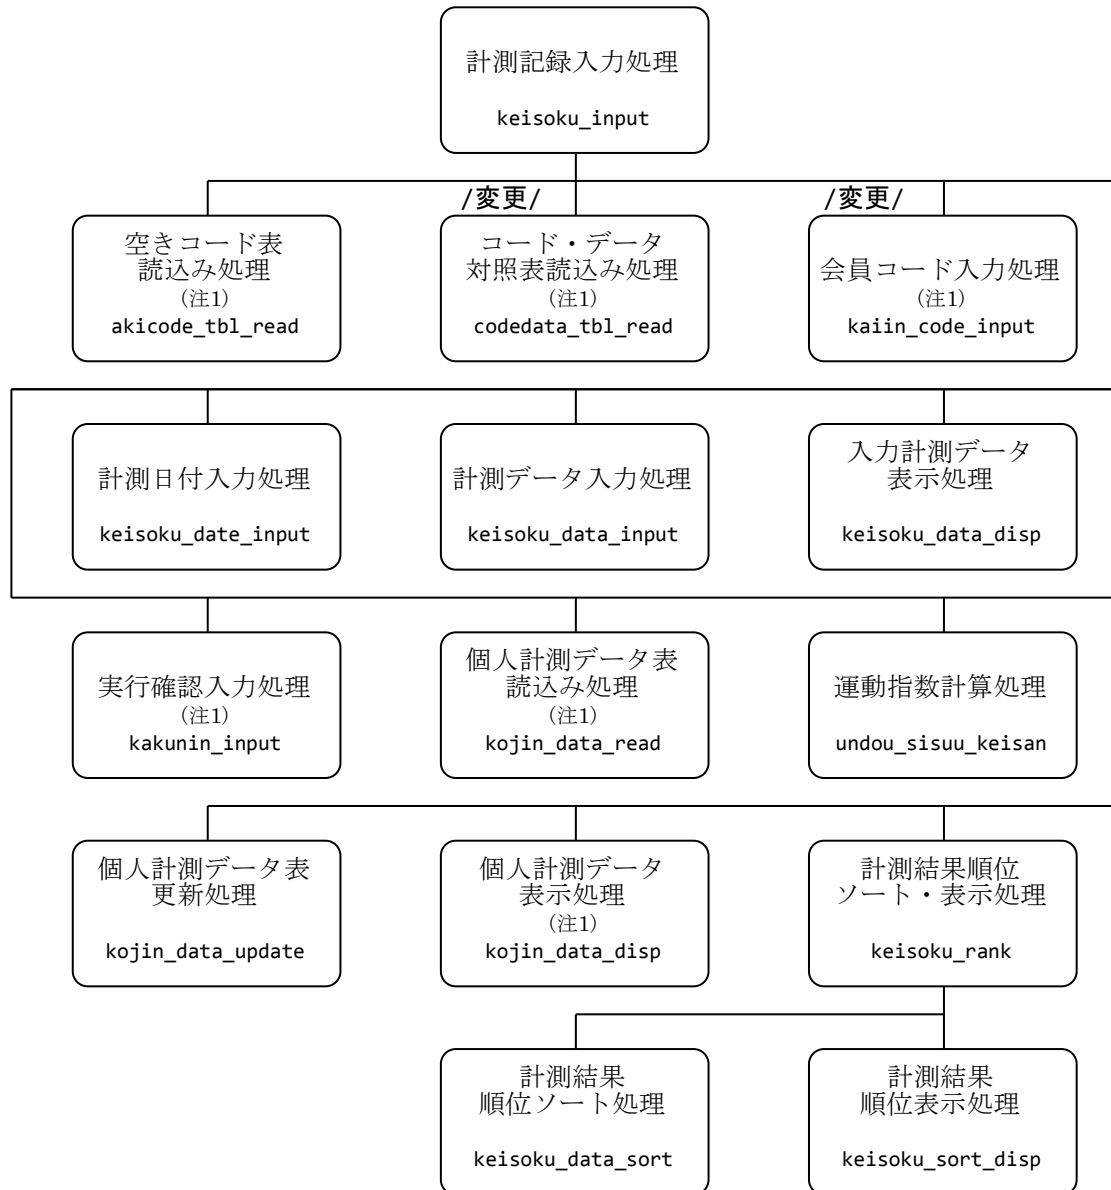 計測記録入力処理
keisoku_input
/変更/
/変更/
空きコード表
読込み処理
（注1）
akicode_tbl_read
コード・データ
対照表読込み処理
（注1）
codedata_tbl_read
会員コード入力処理
（注1）
kaiin_code_input
計測日付入力処理
keisoku_date_input
計測データ入力処理
keisoku_data_input
入力計測データ
表示処理
keisoku_data_disp
実行確認入力処理
（注1）
kakunin_input
個人計測データ表
読込み処理
（注1）
kojin_data_read
運動指数計算処理
undou_sisuu_keisan
個人計測データ表
更新処理
kojin_data_update
個人計測データ
表示処理
（注1）
kojin_data_disp
計測結果順位
ソート・表示処理
keisoku_rank
計測結果
順位ソート処理
keisoku_data_sort
計測結果
順位表示処理
keisoku_sort_disp